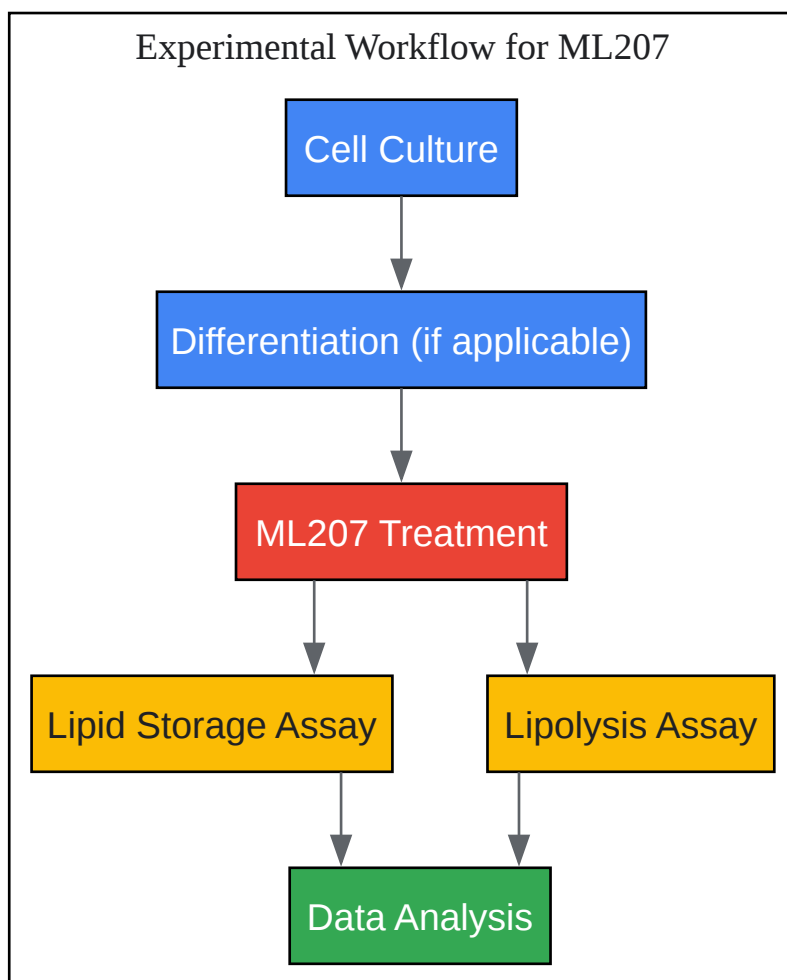 Experimental Workflow for ML207
Cell Culture
Differentiation (if applicable)
ML207 Treatment
Lipid Storage Assay
Lipolysis Assay
Data Analysis